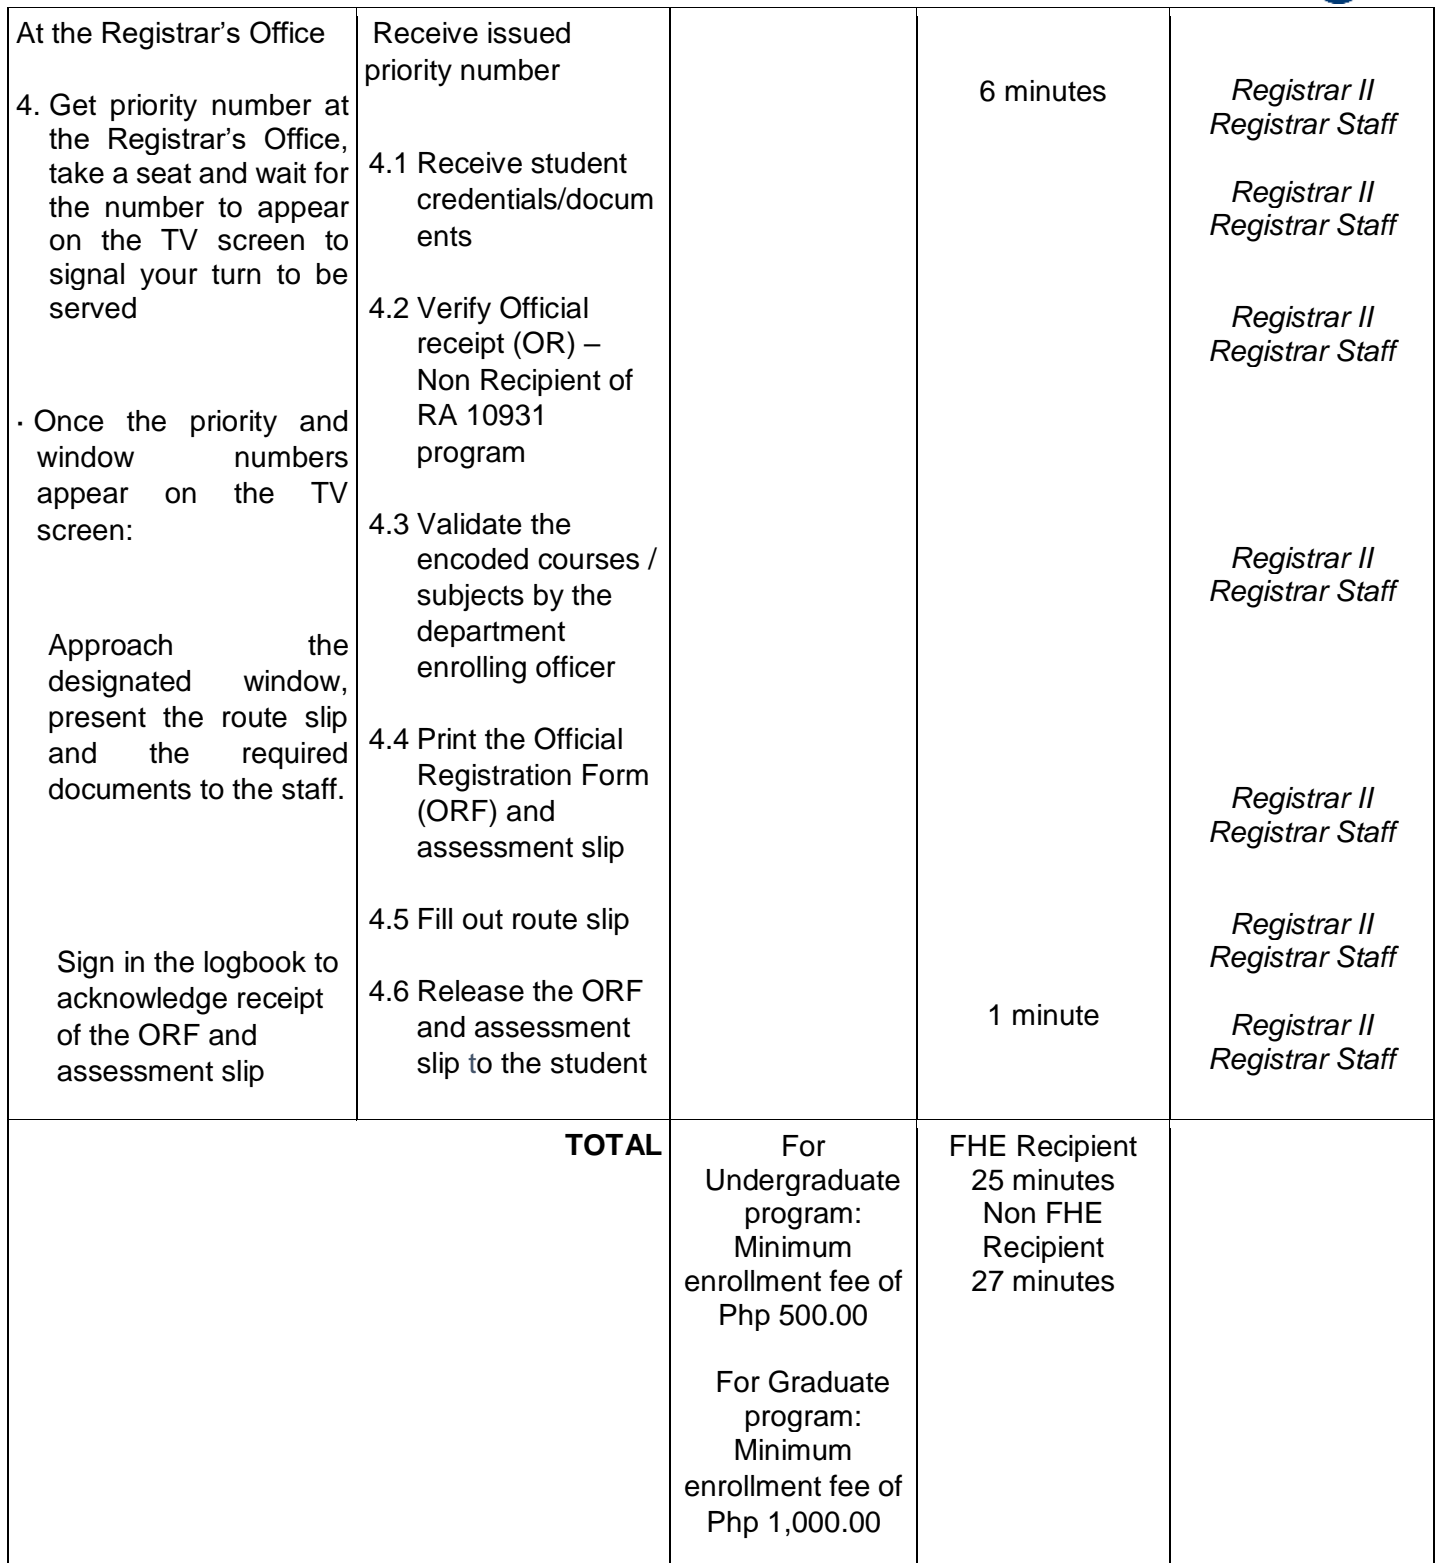 At the Registrar’s Office
4. Get priority number at
the Registrar’s Office,
take a seat and wait for
the number to appear
on the TV screen to
signal your turn to be
served
· Once the priority and
window numbers
appear on the TV
screen:
Approach the
designated window,
present the route slip
and the required
documents to the staff.
Sign in the logbook to
acknowledge receipt
of the ORF and
assessment slip
Receive issued
priority number
4.1 Receive student
credentials/docum
ents
4.2 Verify Official
receipt (OR) –
Non Recipient of
RA 10931
program
4.3 Validate the
encoded courses /
subjects by the
department
enrolling officer
4.4 Print the Official
Registration Form
(ORF) and
assessment slip
4.5 Fill out route slip
4.6 Release the ORF
and assessment
slip to the student
6 minutes
1 minute
Registrar II
Registrar Staff
Registrar II
Registrar Staff
Registrar II
Registrar Staff
Registrar II
Registrar Staff
Registrar II
Registrar Staff
Registrar II
Registrar Staff
Registrar II
Registrar Staff
TOTAL
For
Undergraduate
program:
Minimum
enrollment fee of
Php 500.00
For Graduate
program:
Minimum
enrollment fee of
Php 1,000.00
FHE Recipient
25 minutes
Non FHE
Recipient
27 minutes